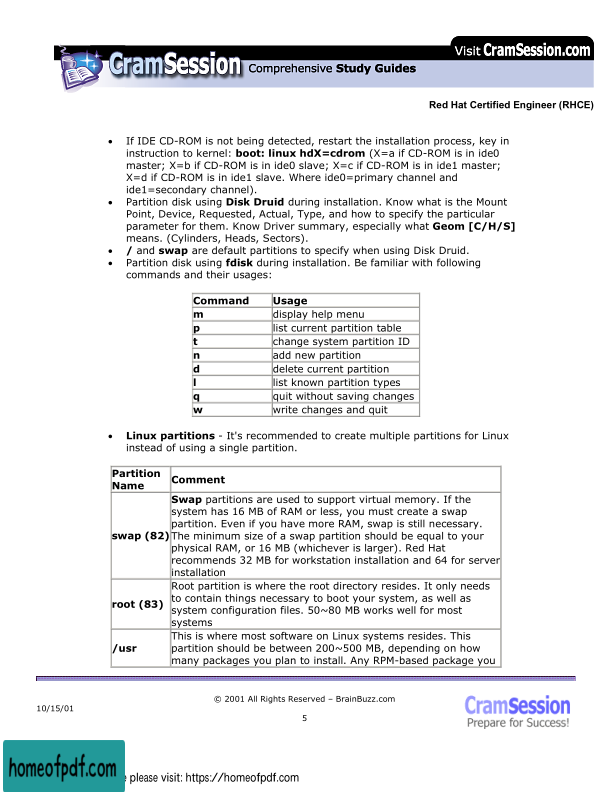 Visit CramSession.com
CramSession Comprehensive Study Guides
Red Hat Certified Engineer (RHCE)
• If IDE CD-ROM is not being detected, restart the installation process, key in
instruction to kernel: boot: linux hdX=cdrom (X=a if CD-ROM is in ide0
master; X=b if CD-ROM is in ide0 slave; X=c if CD-ROM is in ide1 master;
X=d if CD-ROM is in ide1 slave. Where ide0=primary channel and
ide1=secondary channel).
• Partition disk using Disk Druid during installation. Know what is the Mount
Point, Device, Requested, Actual, Type, and how to specify the particular
parameter for them. Know Driver summary, especially what Geom [C/H/S]
means. (Cylinders, Heads, Sectors).
• / and swap are default partitions to specify when using Disk Druid.
• Partition disk using fdisk during installation. Be familiar with following
commands and their usages:
Command Usage
m display help menu
p list current partition table
t change system partition ID
n add new partition
d delete current partition
l list known partition types
q quit without saving changes
w write changes and quit
• Linux partitions - It's recommended to create multiple partitions for Linux
instead of using a single partition.
Partition
Name
Comment
swap (82)
Swap partitions are used to support virtual memory. If the
system has 16 MB of RAM or less, you must create a swap
partition. Even if you have more RAM, swap is still necessary.
The minimum size of a swap partition should be equal to your
physical RAM, or 16 MB (whichever is larger). Red Hat
recommends 32 MB for workstation installation and 64 for server
installation
root (83)
Root partition is where the root directory resides. It only needs
to contain things necessary to boot your system, as well as
system configuration files. 50~80 MB works well for most
systems
/usr
This is where most software on Linux systems resides. This
partition should be between 200~500 MB, depending on how
many packages you plan to install. Any RPM-based package you
© 2001 All Rights Reserved – BrainBuzz.com
10/15/01
5
CramSession
Prepare for Success!
homeofpdf.com
please visit: https://homeofpdf.com